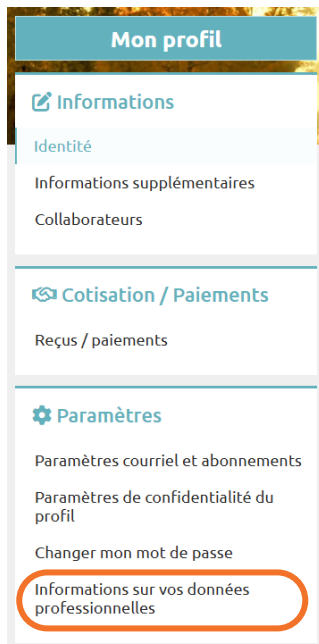 Mon profil
Informations
Identité
Informations supplémentaires
Collaborateurs
Cotisation / Paiements
Reçus / paiements
Paramètres
Paramètres courriel et abonnements
Paramètres de confidentialité du
profil
Changer mon mot de passe
Informations sur vos données
professionnelles